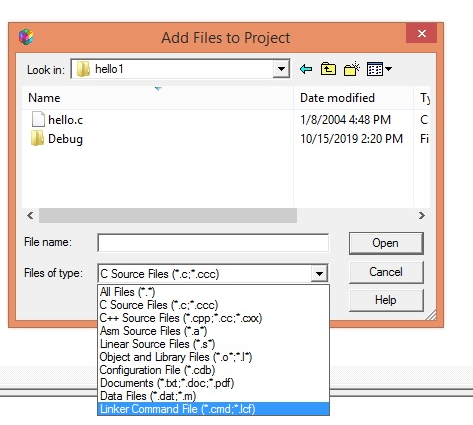 Add Files to Project
Look in: hello1
Name Date modified Ty
hello.c 1/8/2004 4:48 PM C
Debug 10/15/2019 2:20 PM Fi
File name: Open
Files of type: C Source Files (*.c;*.ccc) Cancel
All Files (*.*)
C Source Files (*.c;*.ccc)
Help
C++ Source Files (*.cpp;*.cc;*.cxx)
Asm Source Files (*.a*)
Linear Source Files (*.s*)
Object and Library Files (*.o*;*.l*)
Configuration File (*.cdb)
Documents (*.txt;*.doc;*.pdf)
Data Files (*.dat;*.m)
Linker Command File (*.cmd;*.lcf)